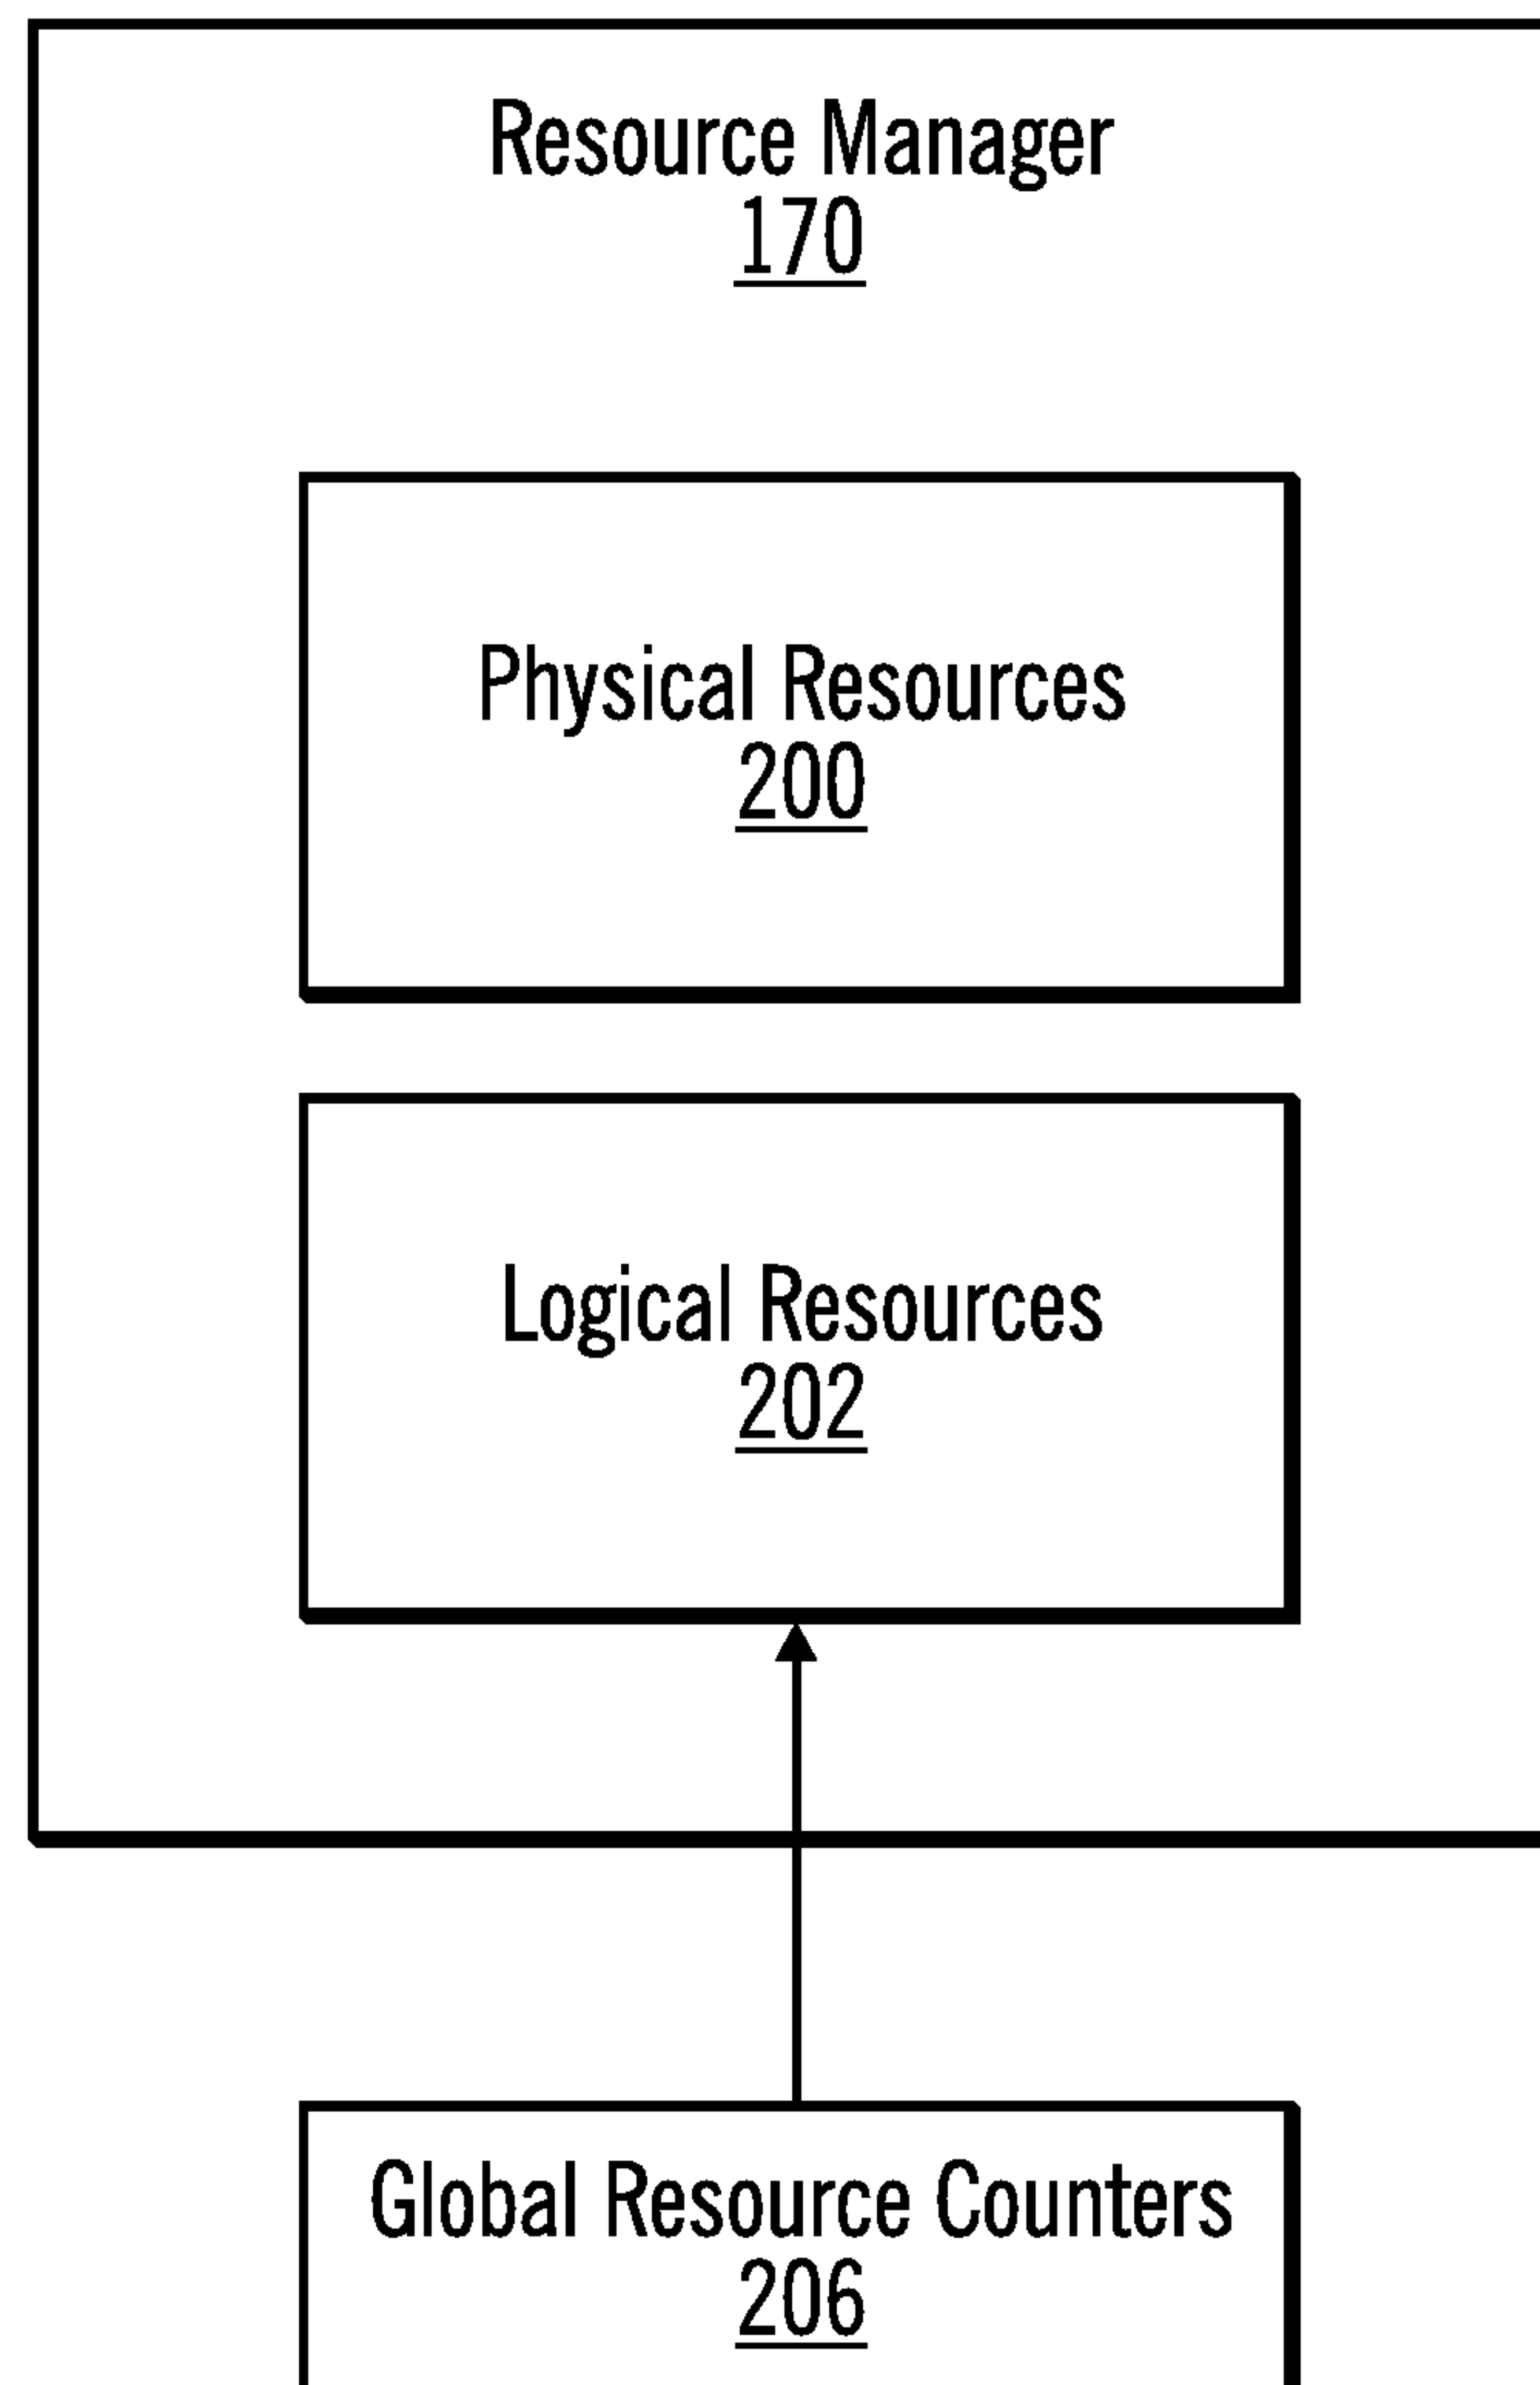 Resource Manager
170
Physical Resources
200
Logical Resources
202
Global Resource Counters
206